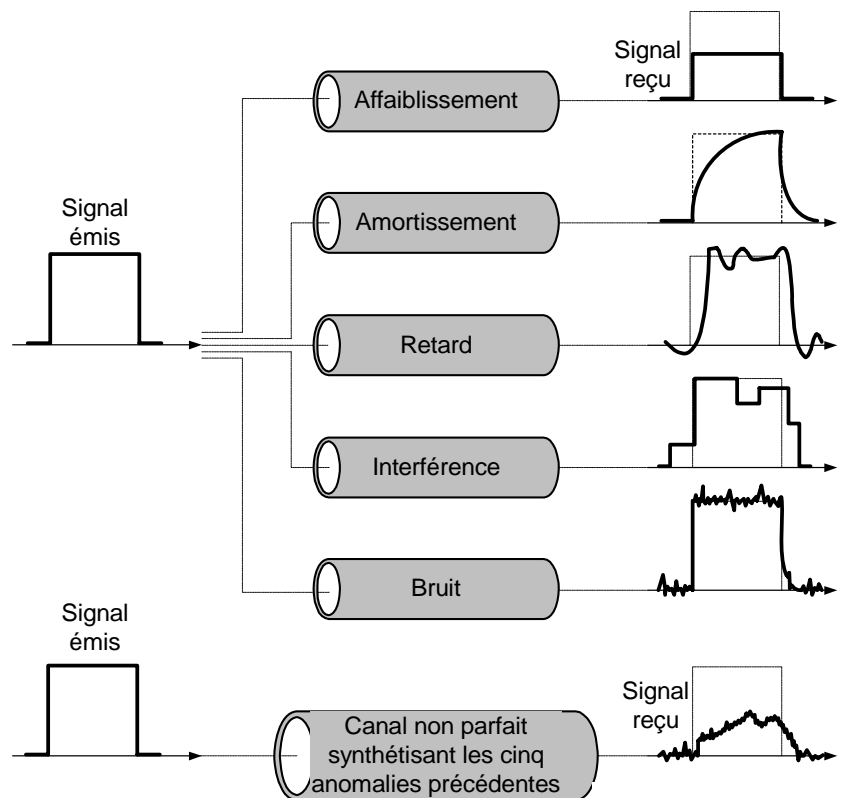 Signal
reçu
Affaiblissement
Amortissement
Signal
émis
Retard
Interférence
Bruit
Signal
émis
Canal non parfait
synthétisant les cinq
anomalies précédentes
Signal
reçu